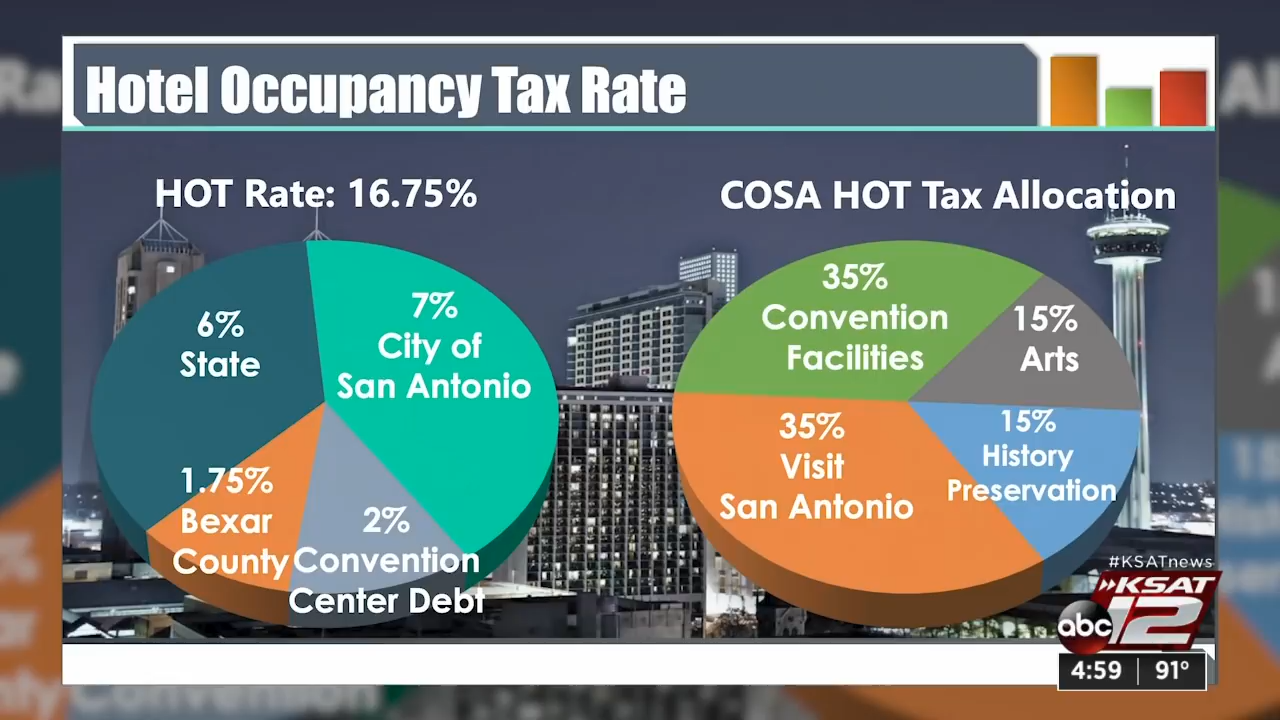 Hotel Occupancy Tax Rate
HOT Rate: 16.75%
7%
City of
San Antonio
6%
State
1.75%
Bexar
County
2%
Convention
Center Debt
COSA HOT Tax Allocation
35%
Convention
Facilities
15%
Arts
35%
Visit
San Antonio
15%
History
Preservation
#KSATnews
KSAT
abc 12
4:59 91°